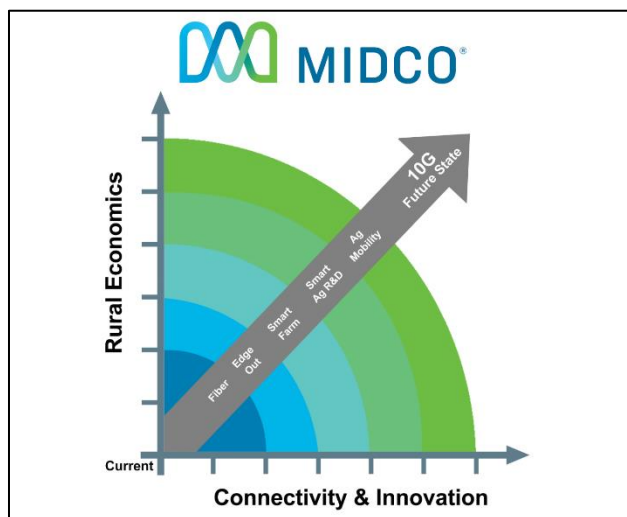 MIDCO®
Rural Economics
10G
Future State
Ag
Mobility
Smart
Ag R&D
Smart
Farm
Edge
Out
Fiber
Current
Connectivity & Innovation